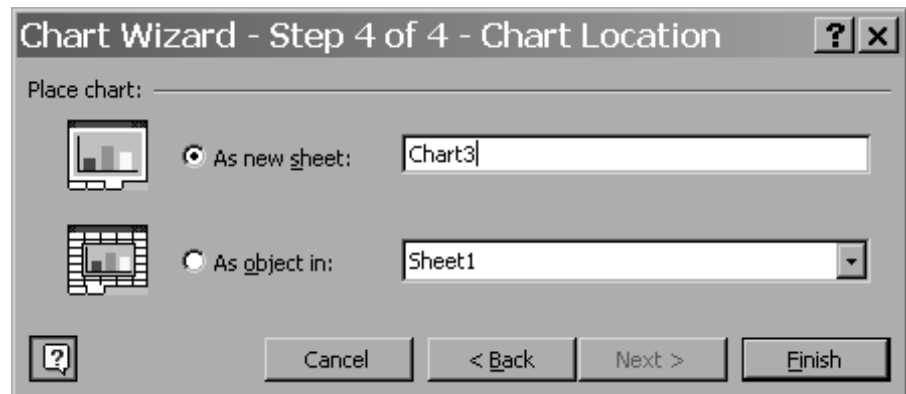 Chart Wizard - Step 4 of 4 - Chart Location
Place chart:
As new sheet: Chart3
As object in: Sheet1
Cancel < Back Next > Finish